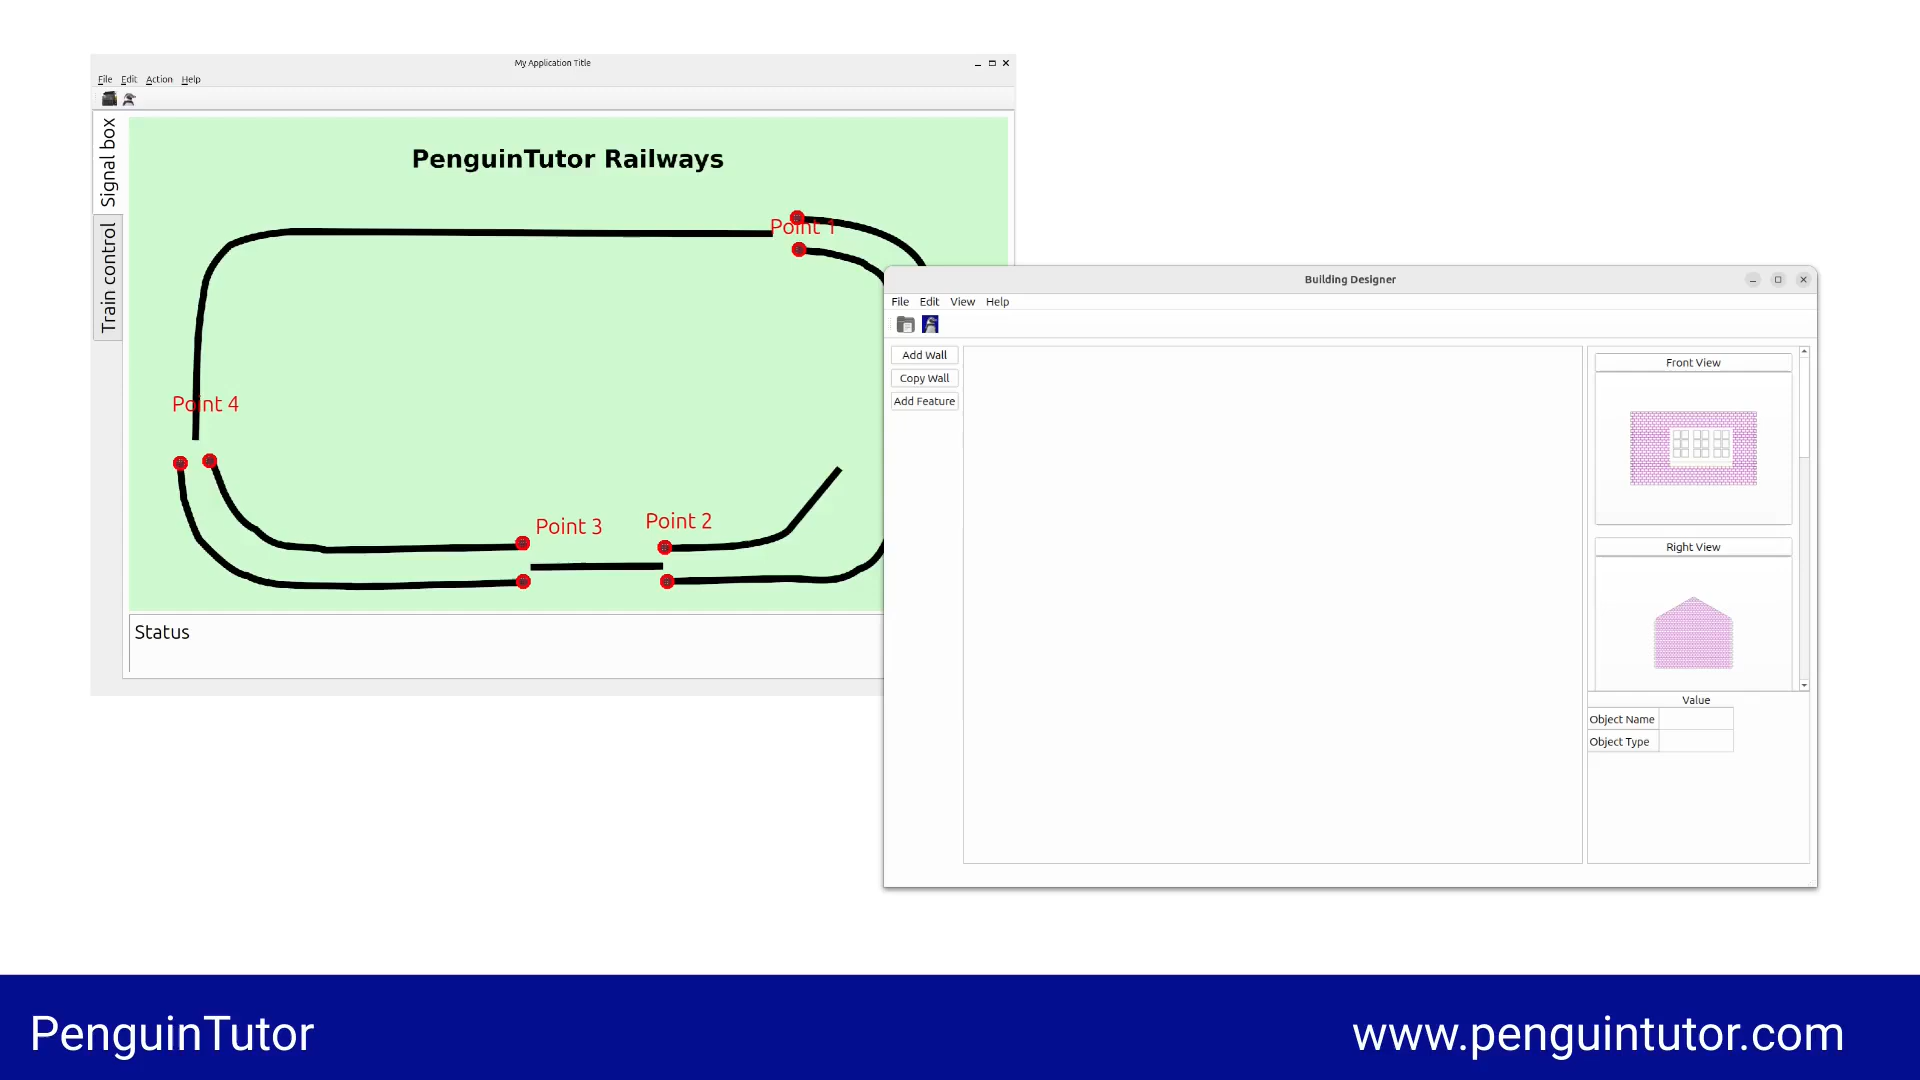 My Application Title
File Edit Action Help
Signal box
Train control
PenguinTutor Railways
Point 1
Point 4
Point 3
Point 2
Status
Building Designer
File Edit View Help
Add Wall
Copy Wall
Add Feature
Front View
Right View
Value
Object Name
Object Type
PenguinTutor
www.penguintutor.com